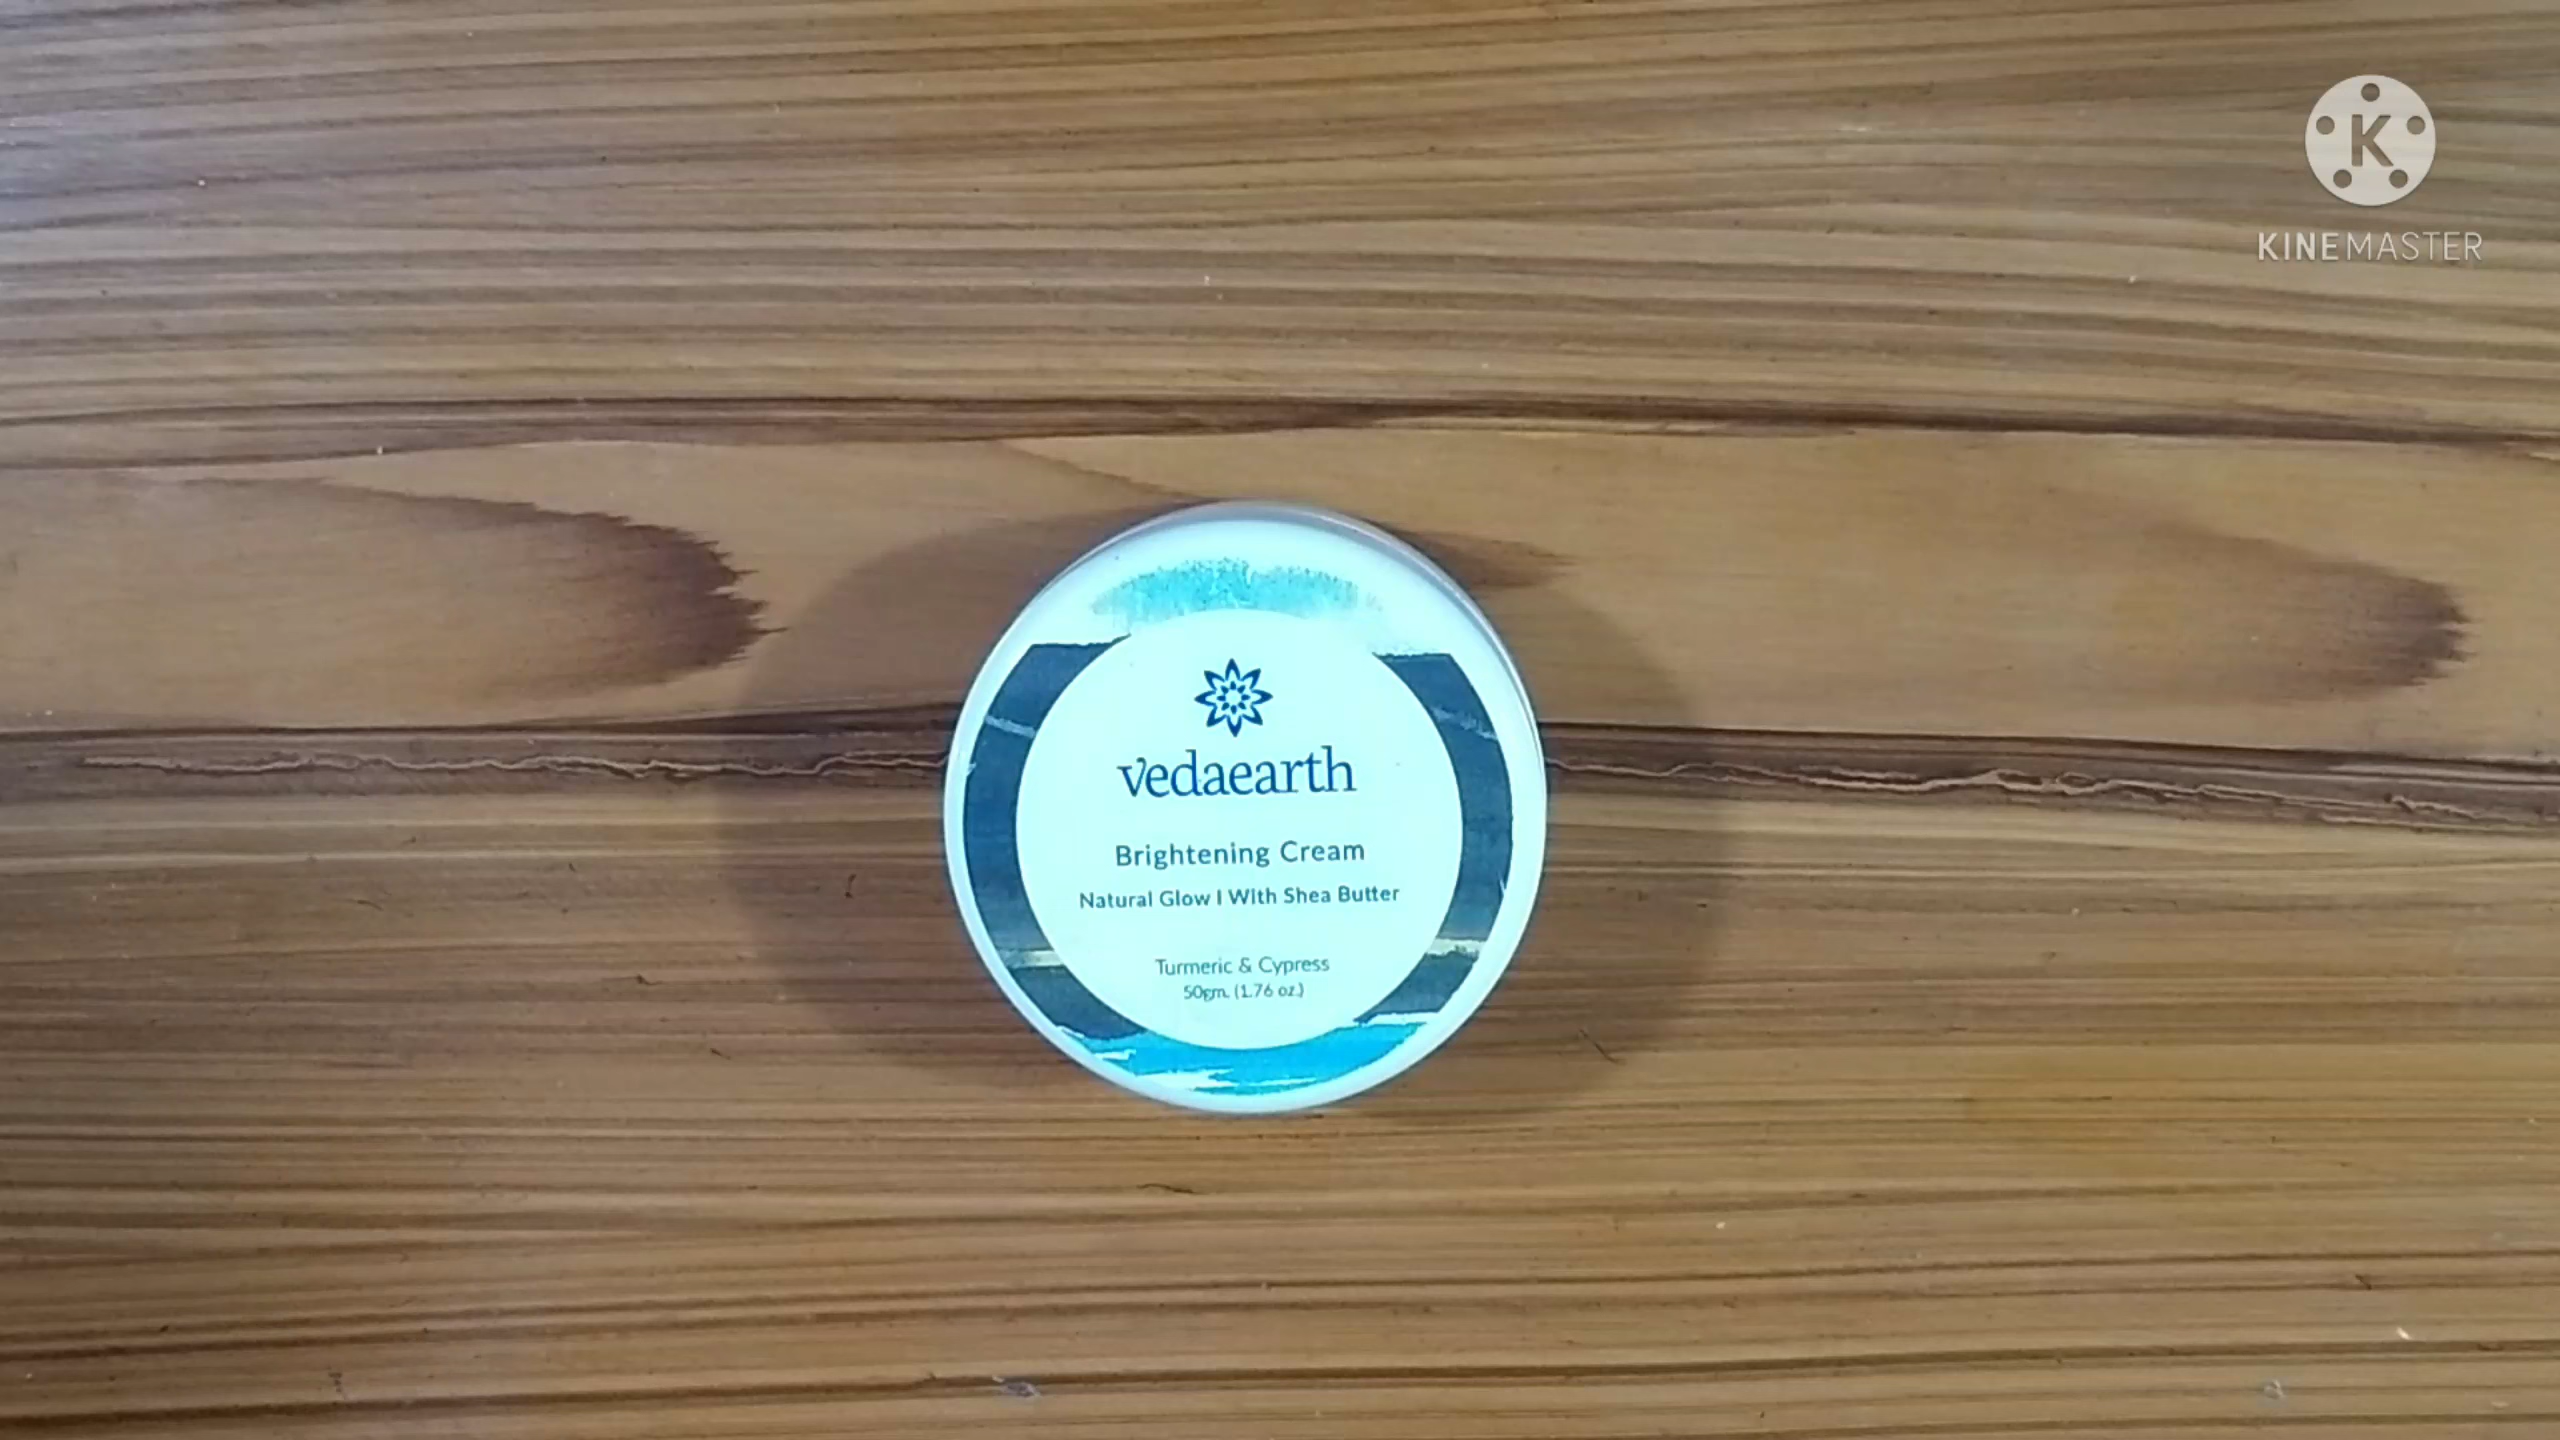 K
KINEMASTER
vedaearth
Brightening Cream
Natural Glow | With Shea Butter
Turmeric & Cypress
50gm. (1.76 oz.)